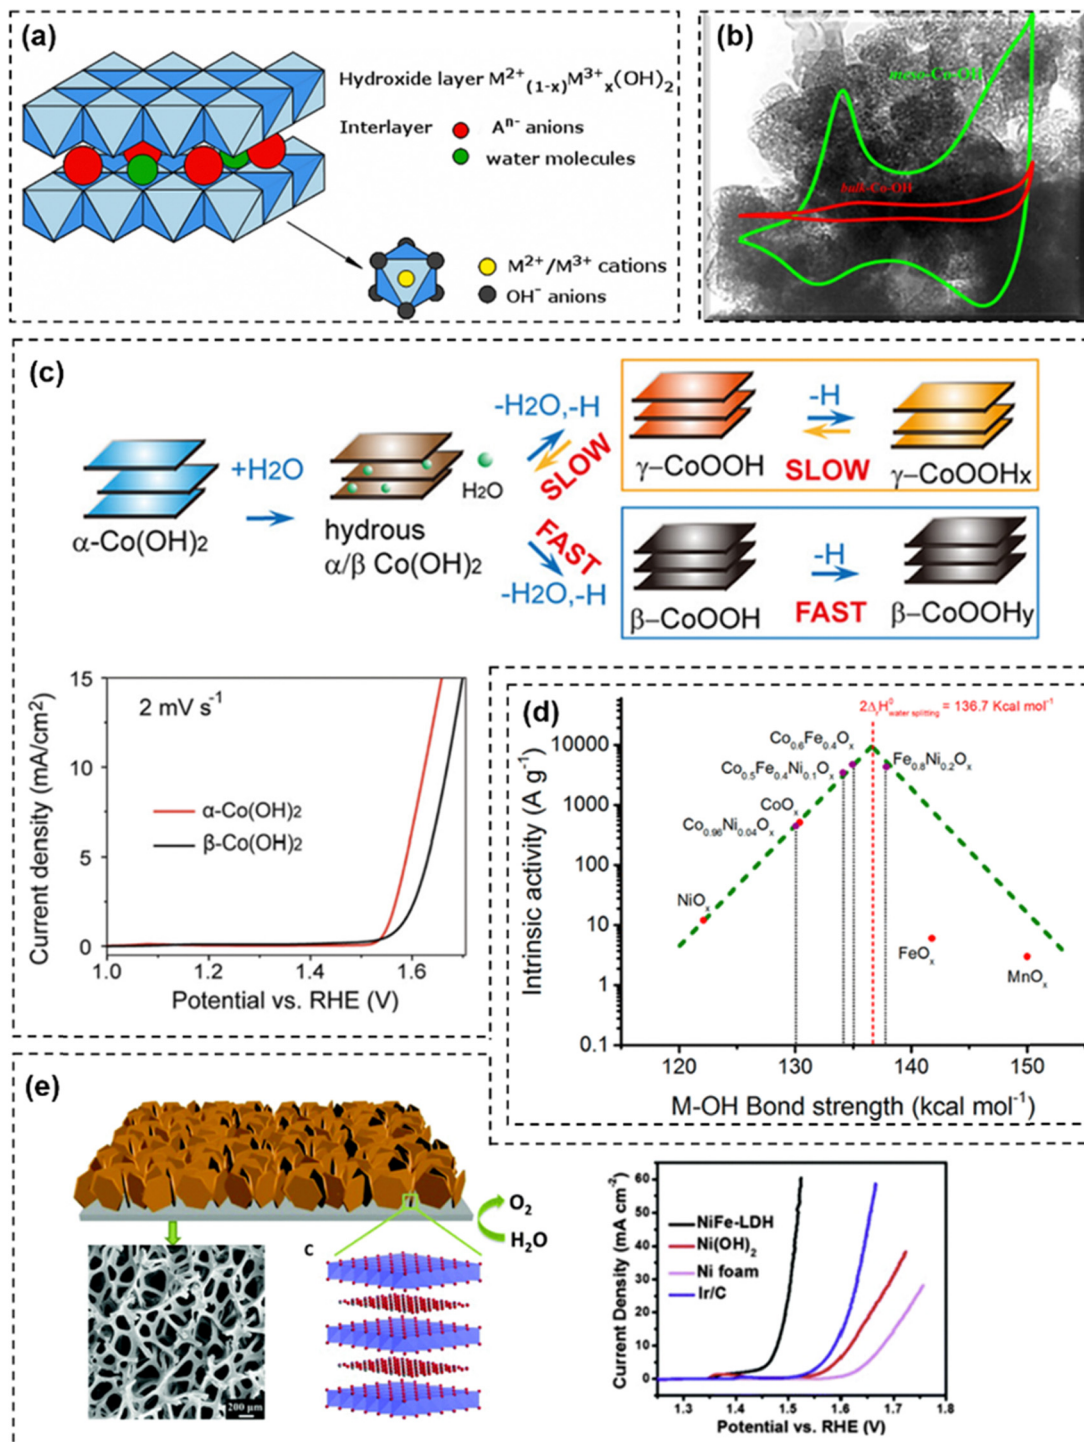 (a)
Hydroxide layer M2+(1-x)M3+x(OH)2
Interlayer
An- anions
water molecules
M2+/M3+ cations
OH- anions
(b)
meso-Co-OH
bulk-Co-OH
(c)
α-Co(OH)2
+H2O
hydrous
α/β Co(OH)2
H2O
-H2O,-H
SLOW
FAST
-H2O,-H
γ-CoOOH
-H
SLOW
γ-CoOOHx
β-CoOOH
-H
FAST
β-CoOOHy
15
10
5
0
Current density (mA/cm2)
2 mV s-1
α-Co(OH)2
β-Co(OH)2
1.0
1.2
1.4
1.6
Potential vs. RHE (V)
(d)
2ΔrH0water splitting = 136.7 Kcal mol-1
Intrinsic activity (A g-1)
10000
1000
100
10
1
0.1
Co0.6Fe0.4Ox
Co0.5Fe0.4Ni0.1Ox
Fe0.8Ni0.2Ox
CoOx
Co0.96Ni0.04Ox
NiOx
FeOx
MnOx
120
130
140
150
M-OH Bond strength (kcal mol-1)
(e)
O2
H2O
C
200 μm
Current Density (mA cm-2)
60
50
40
30
20
10
0
NiFe-LDH
Ni(OH)2
Ni foam
Ir/C
1.3
1.4
1.5
1.6
1.7
1.8
Potential vs. RHE (V)